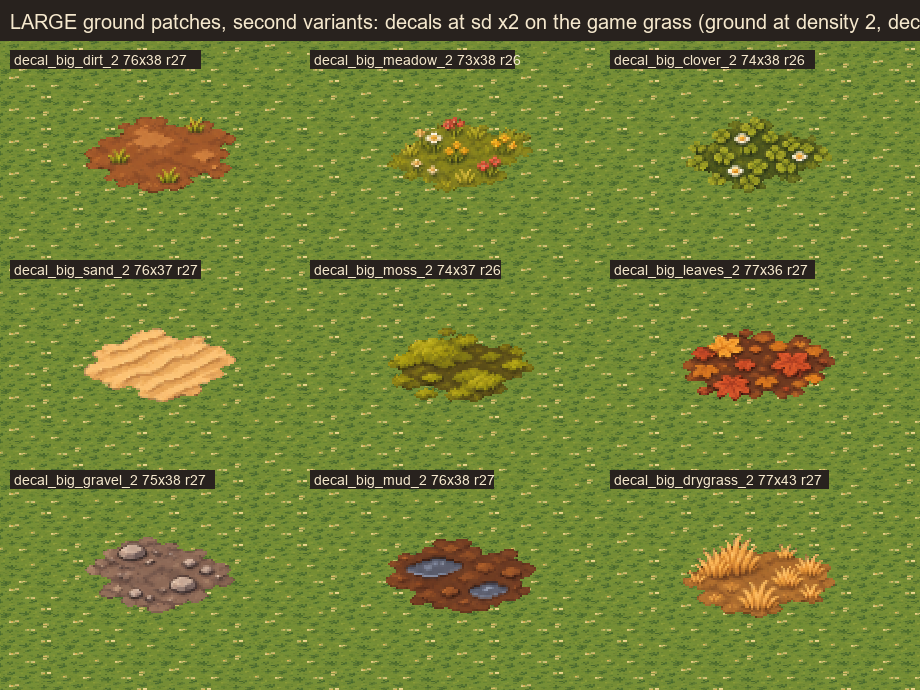 LARGE ground patches, second variants: decals at sd x2 on the game grass (ground at density 2, dec
decal_big_dirt_2 76x38 r27
decal_big_meadow_2 73x38 r26
decal_big_clover_2 74x38 r26
decal_big_sand_2 76x37 r27
decal_big_moss_2 74x37 r26
decal_big_leaves_2 77x36 r27
decal_big_gravel_2 75x38 r27
decal_big_mud_2 76x38 r27
decal_big_drygrass_2 77x43 r27